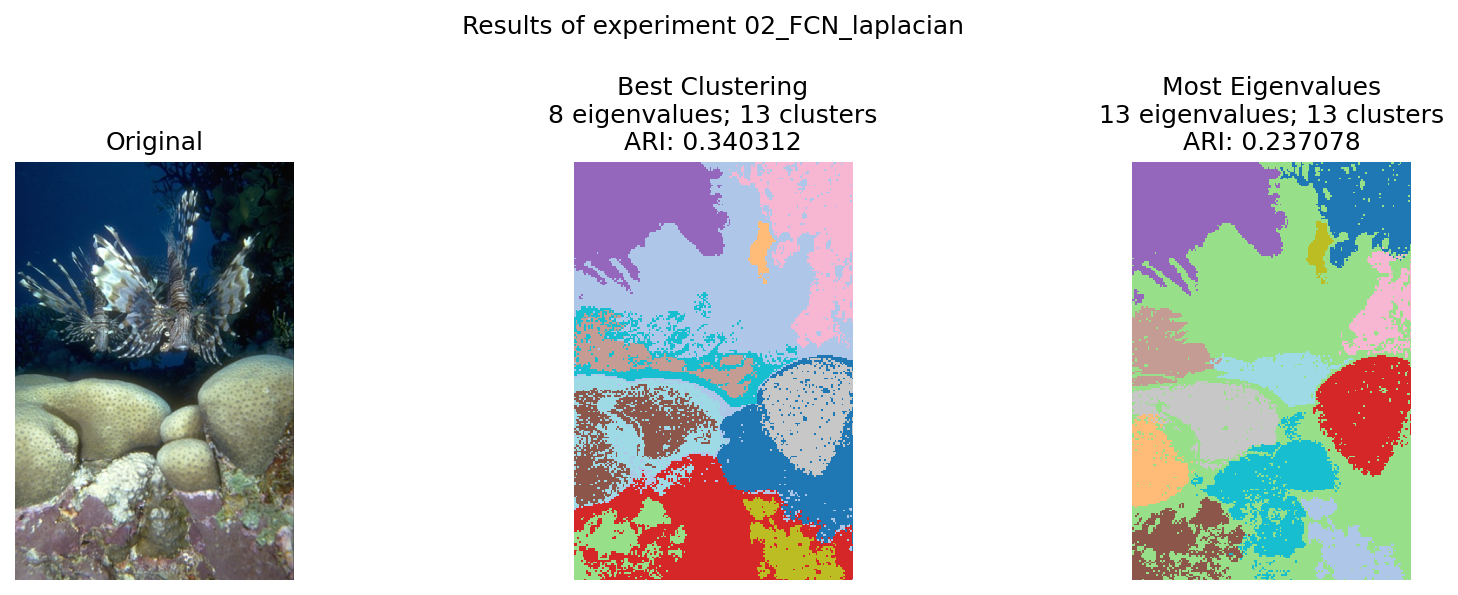 Results of experiment 02_FCN_laplacian
Original
Best Clustering
8 eigenvalues; 13 clusters
ARI: 0.340312
Most Eigenvalues
13 eigenvalues; 13 clusters
ARI: 0.237078